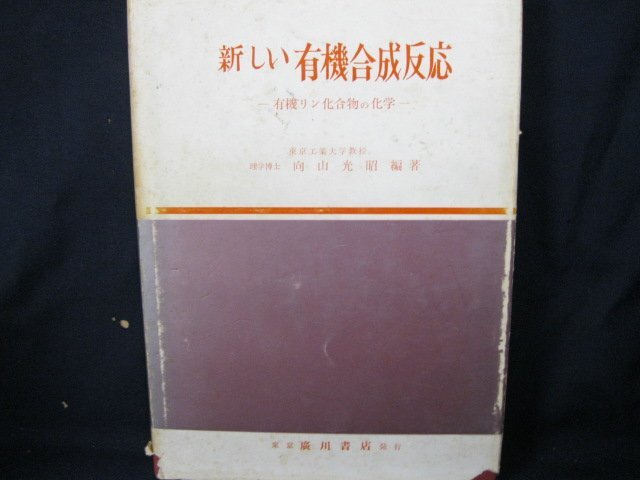 新しい有機合成反応
―有機リン化合物の化学―
東京工業大学教授
理学博士 向山光昭編著
東京 廣川書店 発行